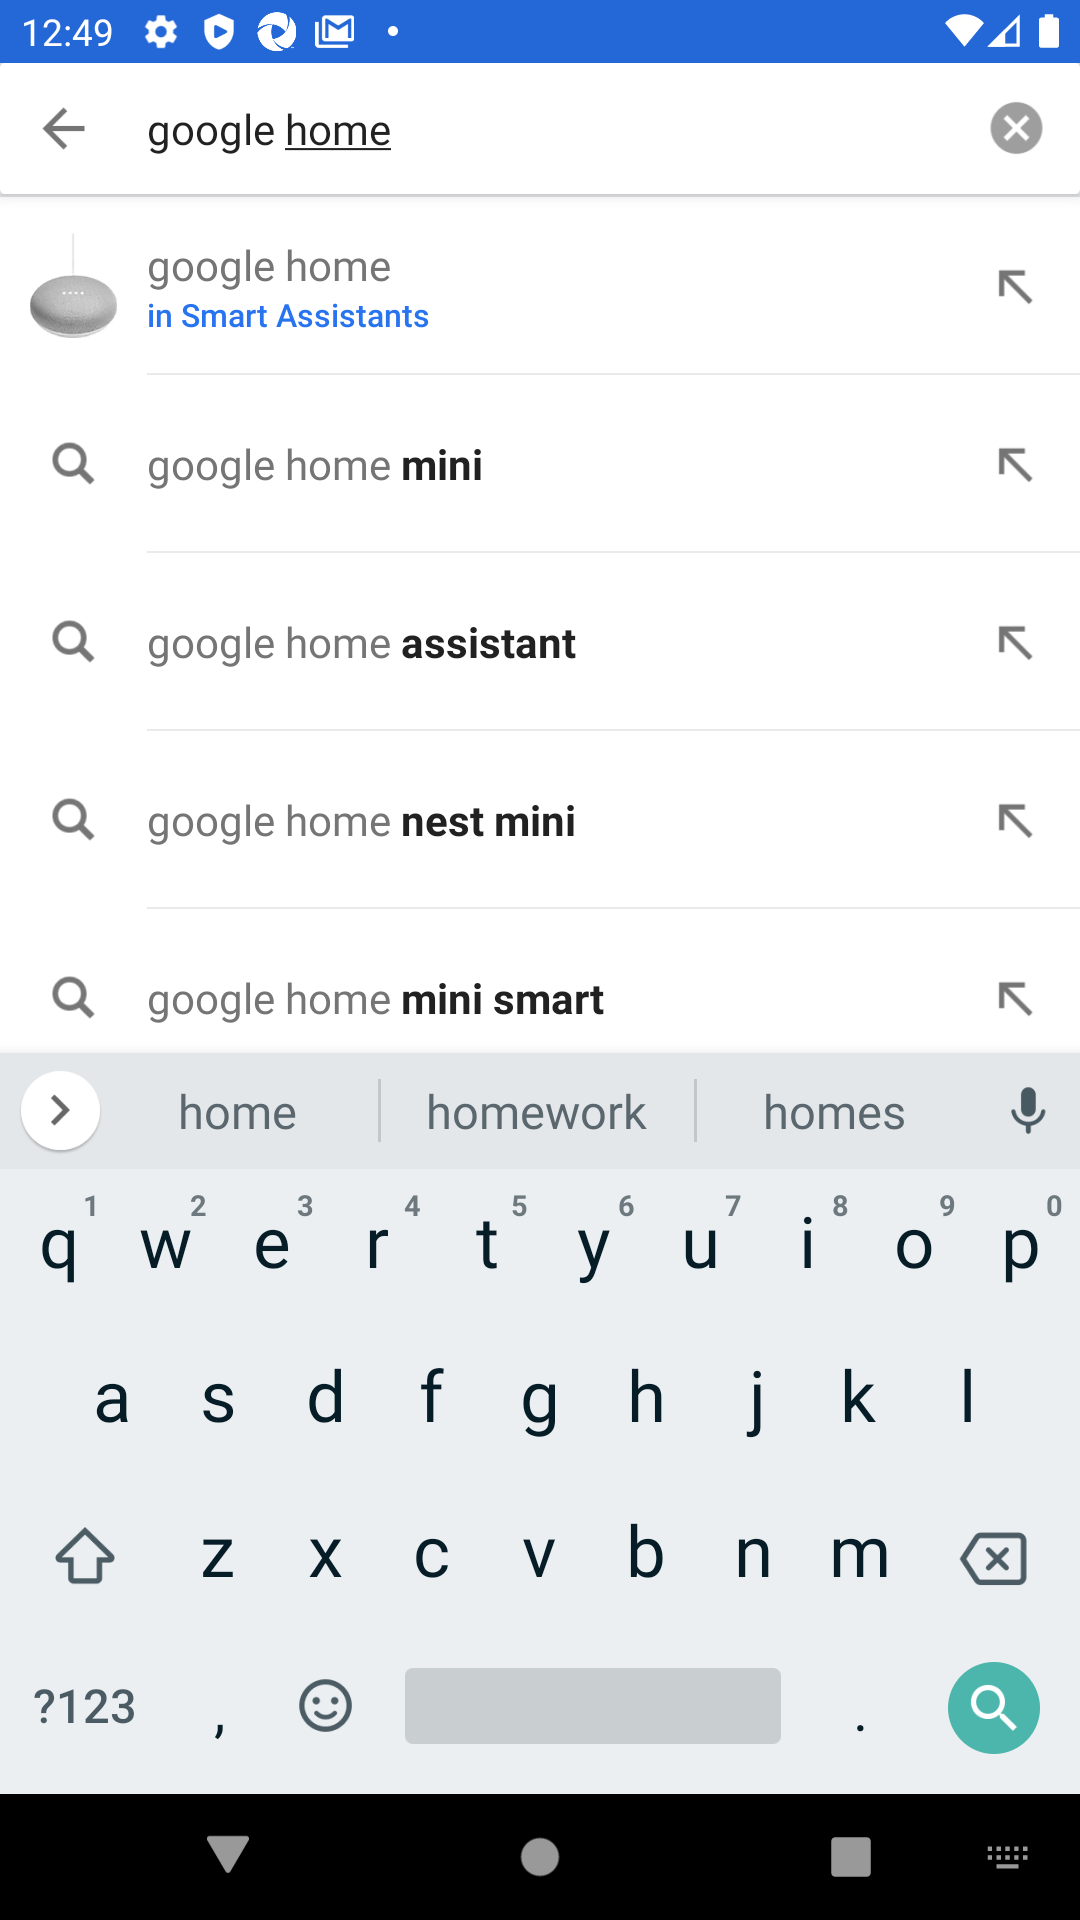 12:49
google home
google home
in Smart Assistants
google home mini
google home assistant
google home nest mini
google home mini smart
home homework homes
1 2 3 4 5 6 7 8 9 0
q w e r t y u i o p
a s d f g h j k l
z x c v b n m
?123 , .